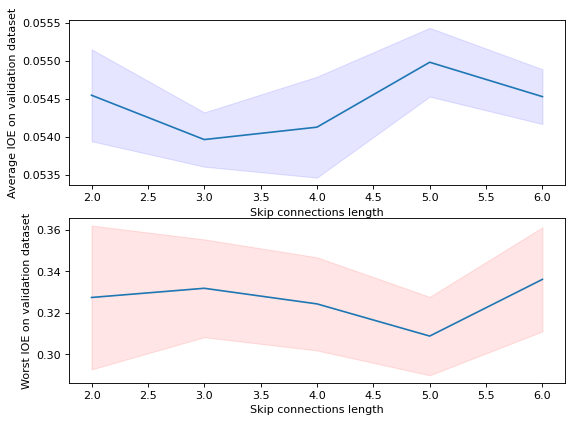 Average IOE on validation dataset
0.0555
0.0550
0.0545
0.0540
0.0535
2.0 2.5 3.0 3.5 4.0 4.5 5.0 5.5 6.0
Skip connections length
Worst IOE on validation dataset
0.36
0.34
0.32
0.30
2.0 2.5 3.0 3.5 4.0 4.5 5.0 5.5 6.0
Skip connections length